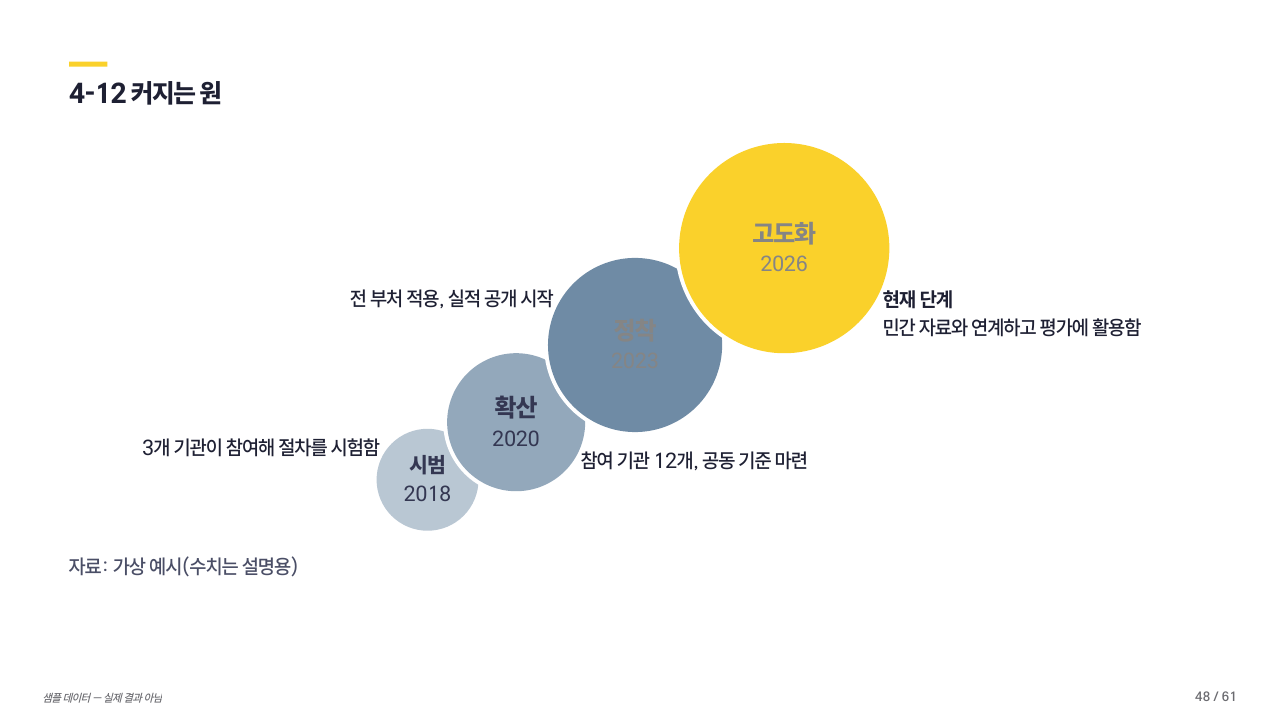 4-12 커지는 원
고도화
2026
현재 단계
민간 자료와 연계하고 평가에 활용함
전 부처 적용, 실적 공개 시작
정착
2023
확산
2020
참여 기관 12개, 공동 기준 마련
3개 기관이 참여해 절차를 시험함
시범
2018
자료: 가상 예시(수치는 설명용)
샘플 데이터 – 실제 결과 아님
48 / 61